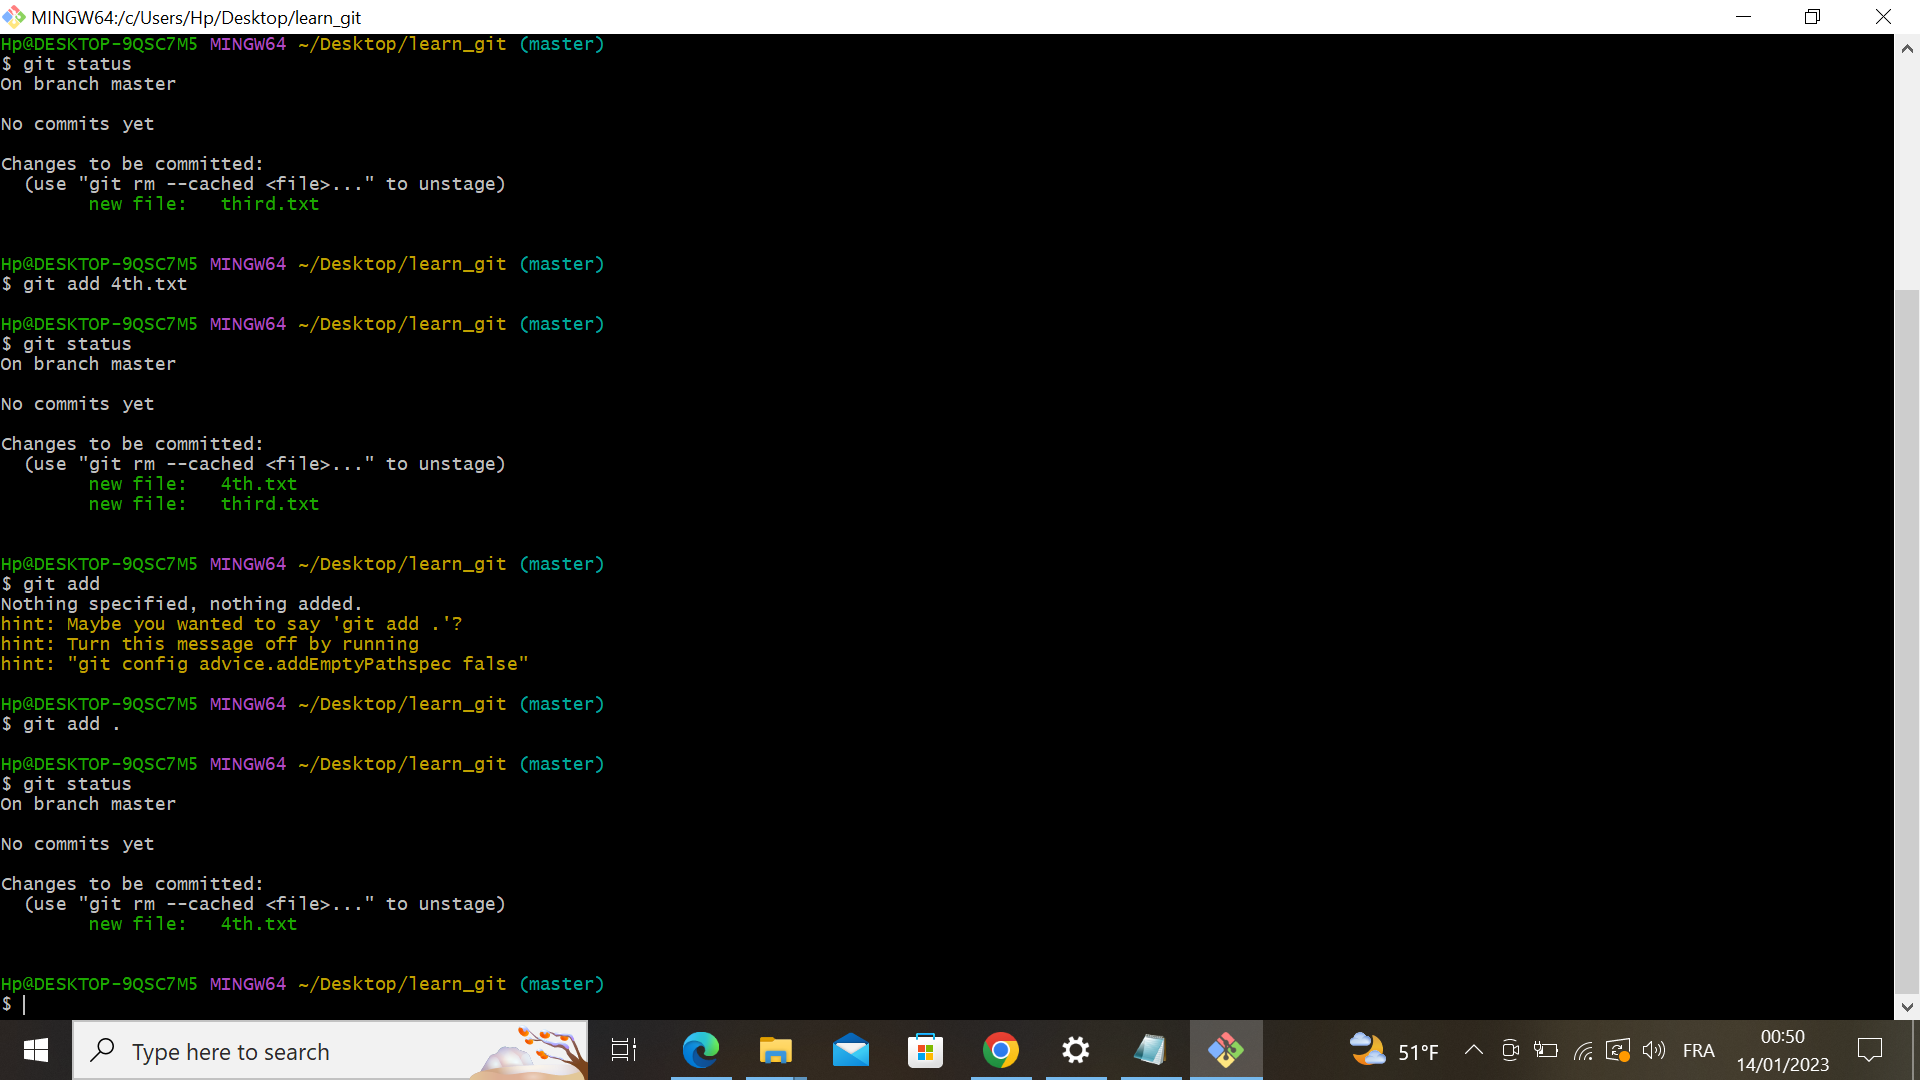 MINGW64:/c/Users/Hp/Desktop/learn_git
Hp@DESKTOP-9QSC7M5 MINGW64 ~/Desktop/learn_git (master)
$ git status
On branch master
No commits yet
Changes to be committed:
  (use "git rm --cached <file>..." to unstage)
        new file:   third.txt
Hp@DESKTOP-9QSC7M5 MINGW64 ~/Desktop/learn_git (master)
$ git add 4th.txt
Hp@DESKTOP-9QSC7M5 MINGW64 ~/Desktop/learn_git (master)
$ git status
On branch master
No commits yet
Changes to be committed:
  (use "git rm --cached <file>..." to unstage)
        new file:   4th.txt
        new file:   third.txt
Hp@DESKTOP-9QSC7M5 MINGW64 ~/Desktop/learn_git (master)
$ git add
Nothing specified, nothing added.
hint: Maybe you wanted to say 'git add .'?
hint: Turn this message off by running
hint: "git config advice.addEmptyPathspec false"
Hp@DESKTOP-9QSC7M5 MINGW64 ~/Desktop/learn_git (master)
$ git add .
Hp@DESKTOP-9QSC7M5 MINGW64 ~/Desktop/learn_git (master)
$ git status
On branch master
No commits yet
Changes to be committed:
  (use "git rm --cached <file>..." to unstage)
        new file:   4th.txt
Hp@DESKTOP-9QSC7M5 MINGW64 ~/Desktop/learn_git (master)
$
Type here to search
51°F
FRA
00:50
14/01/2023